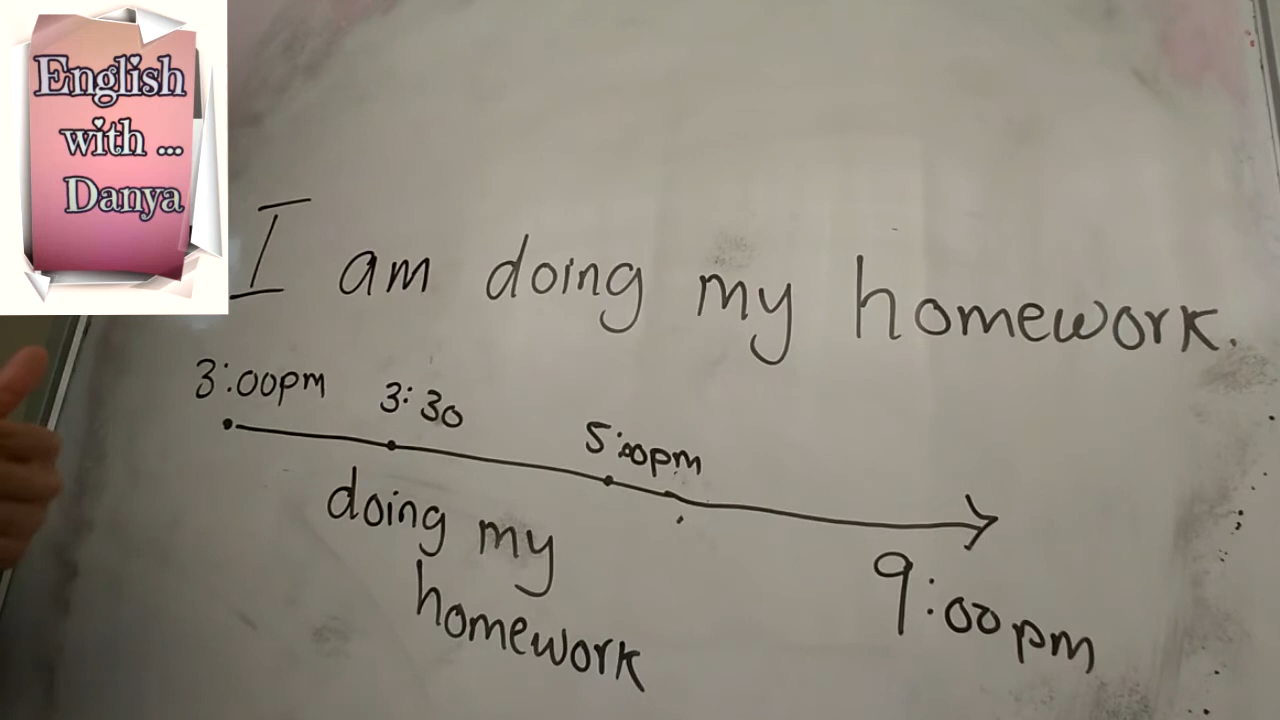 English
with ...
Danya
I am doing my homework.
3:00pm 3:30 5:00pm
doing my
homework
9:00pm